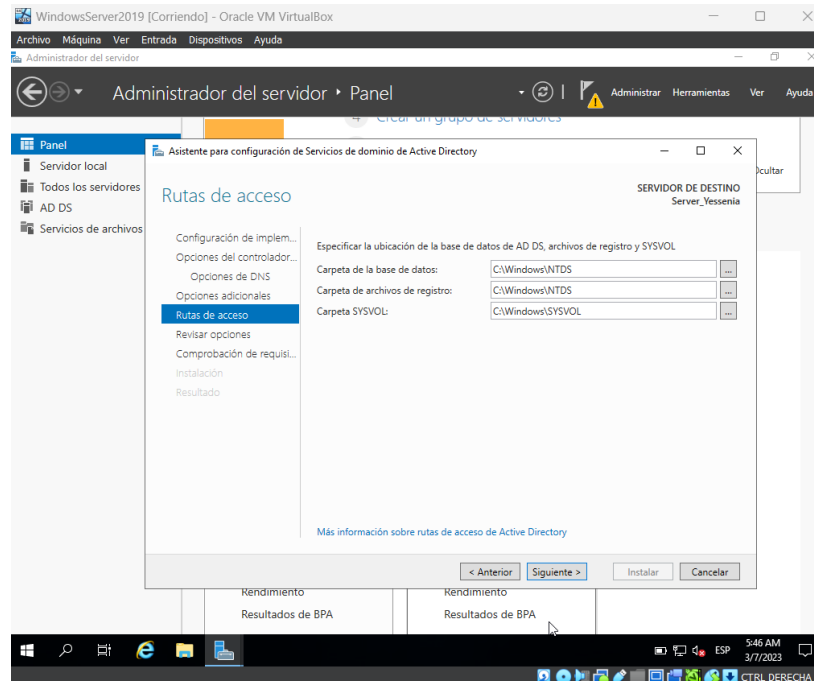 WindowsServer2019 [Corriendo] - Oracle VM VirtualBox
Archivo Máquina Ver Entrada Dispositivos Ayuda
Administrador del servidor
Administrador del servidor ‣ Panel
Administrar Herramientas Ver Ayuda
4 Crear un grupo de servidores
Panel
Servidor local
Todos los servidores
AD DS
Servicios de archivos
Ocultar
Asistente para configuración de Servicios de dominio de Active Directory
Rutas de acceso
SERVIDOR DE DESTINO
Server_Yessenia
Configuración de implem...
Opciones del controlador...
Opciones de DNS
Opciones adicionales
Rutas de acceso
Revisar opciones
Comprobación de requisi...
Instalación
Resultado
Especificar la ubicación de la base de datos de AD DS, archivos de registro y SYSVOL
Carpeta de la base de datos: C:\Windows\NTDS ...
Carpeta de archivos de registro: C:\Windows\NTDS ...
Carpeta SYSVOL: C:\Windows\SYSVOL ...
Más información sobre rutas de acceso de Active Directory
< Anterior Siguiente > Instalar Cancelar
Rendimiento Rendimiento
Resultados de BPA Resultados de BPA
ESP
5:46 AM
3/7/2023
CTRL DERECHA